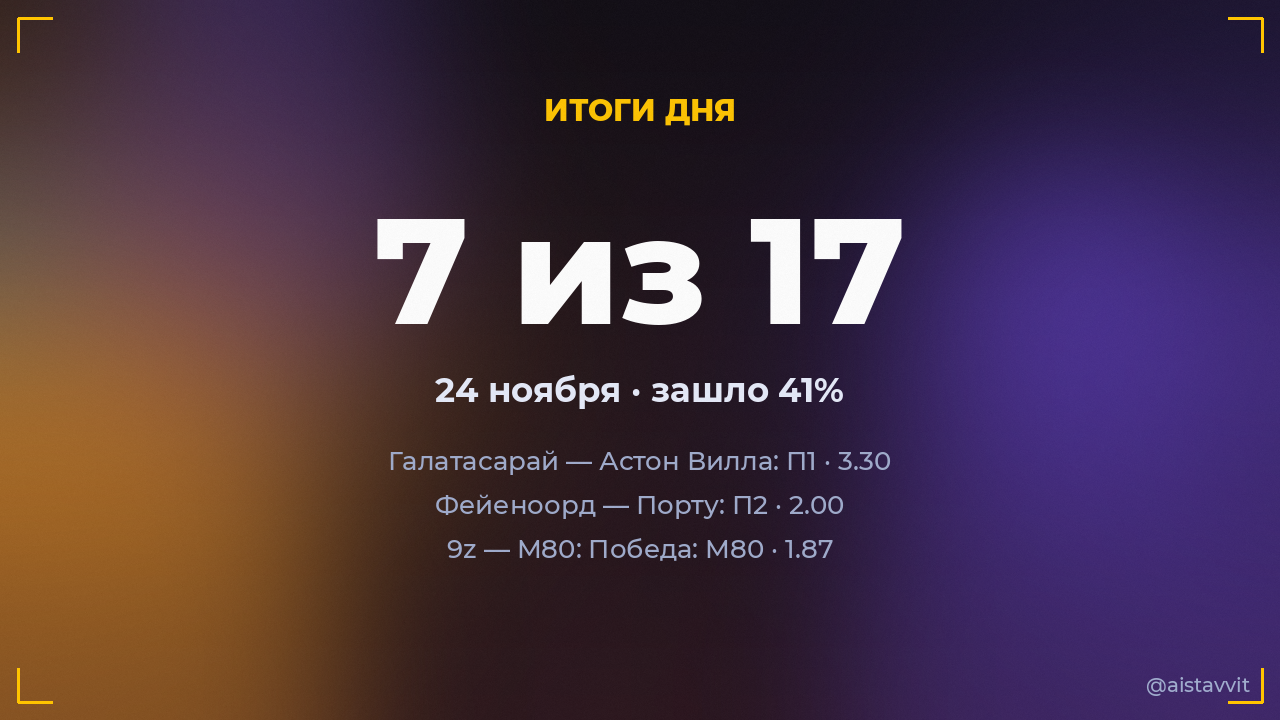 ИТОГИ ДНЯ
7 из 17
24 ноября · зашло 41%
Галатасарай — Астон Вилла: П1 · 3.30
Фейеноорд — Порту: П2 · 2.00
9z — M80: Победа: M80 · 1.87
@aistavvit